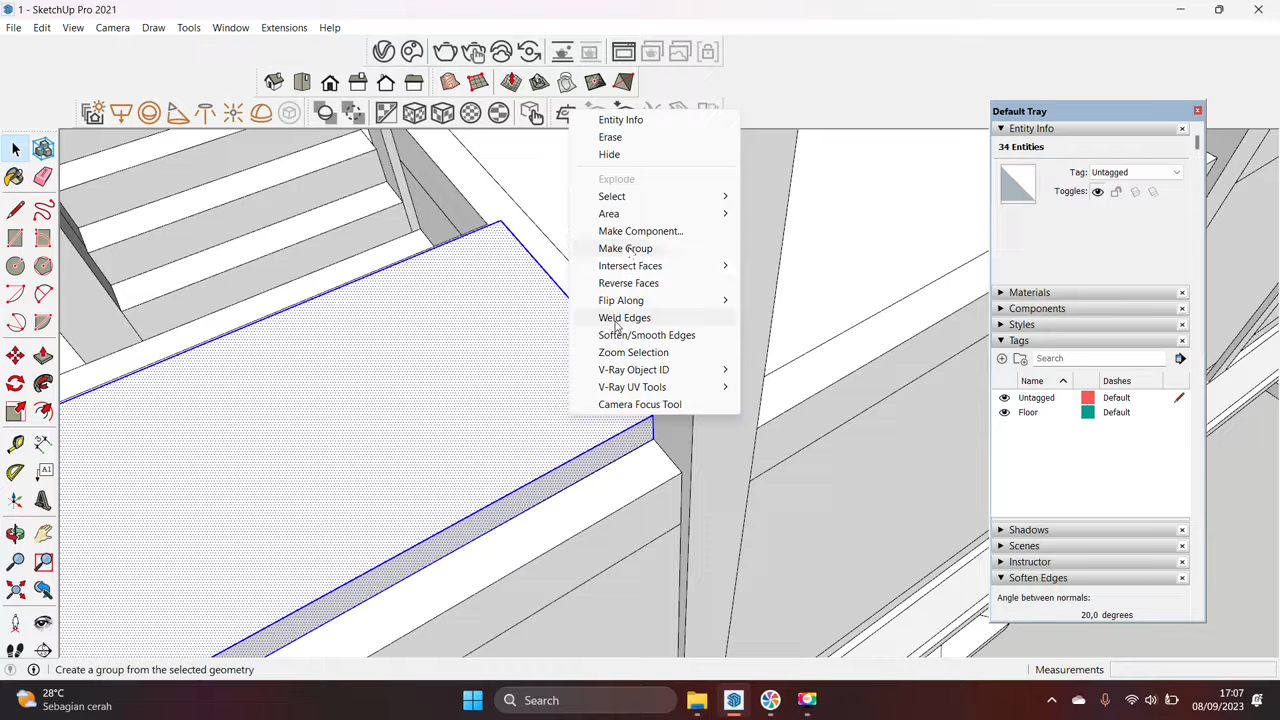 1 - SketchUp Pro 2021
File Edit View Camera Draw Tools Window Extensions Help
Default Tray
Entity Info
34 Entities
Tag: Untagged
Toggles:
Entity Info
Erase
Hide
Explode
Select
Area
Make Component...
Make Group
Intersect Faces
Reverse Faces
Flip Along
Weld Edges
Soften/Smooth Edges
Zoom Selection
V-Ray Object ID
V-Ray UV Tools
Camera Focus Tool
Materials
Components
Styles
Tags
Search
Name Dashes
Untagged Default
Floor Default
Shadows
Scenes
Instructor
Soften Edges
Angle between normals:
20,0 degrees
A1
Create a group from the selected geometry
Measurements
28°C
Sebagian cerah
Search
17:07
08/09/2023